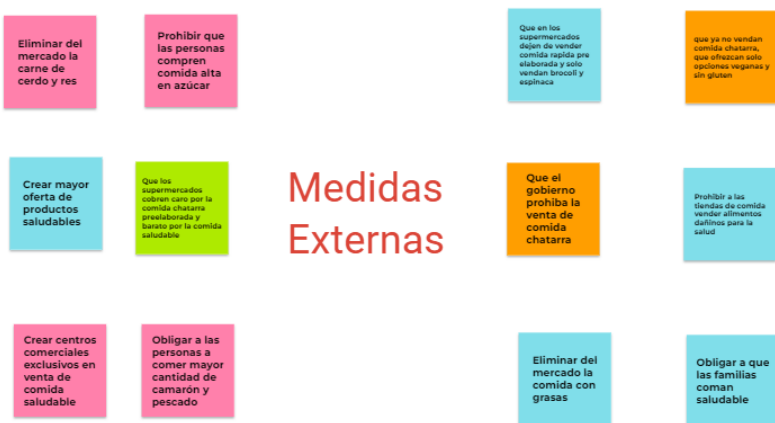 Eliminar del
mercado la
carne de
cerdo y res
Prohibir que
las personas
compren
comida alta
en azúcar
Que en los
supermercados
dejen de vender
comida rapida pre
elaborada y solo
vendan brocolí y
espinaca
que ya no vendan
comida chatarra,
que ofrezcan solo
opciones veganas y
sin gluten
Crear mayor
oferta de
productos
saludables
Que los
supermercados
cobren caro por la
comida chatarra
preelaborada y
barato por la comida
saludable
Medidas
Externas
Que el
gobierno
prohiba la
venta de
comida
chatarra
Prohibir a las
tiendas de comida
vender alimentos
dañinos para la
salud
Crear centros
comerciales
exclusivos en
venta de
comida
saludable
Obligar a las
personas a
comer mayor
cantidad de
camarón y
pescado
Eliminar del
mercado la
comida con
grasas
Obligar a que
las familias
coman
saludable